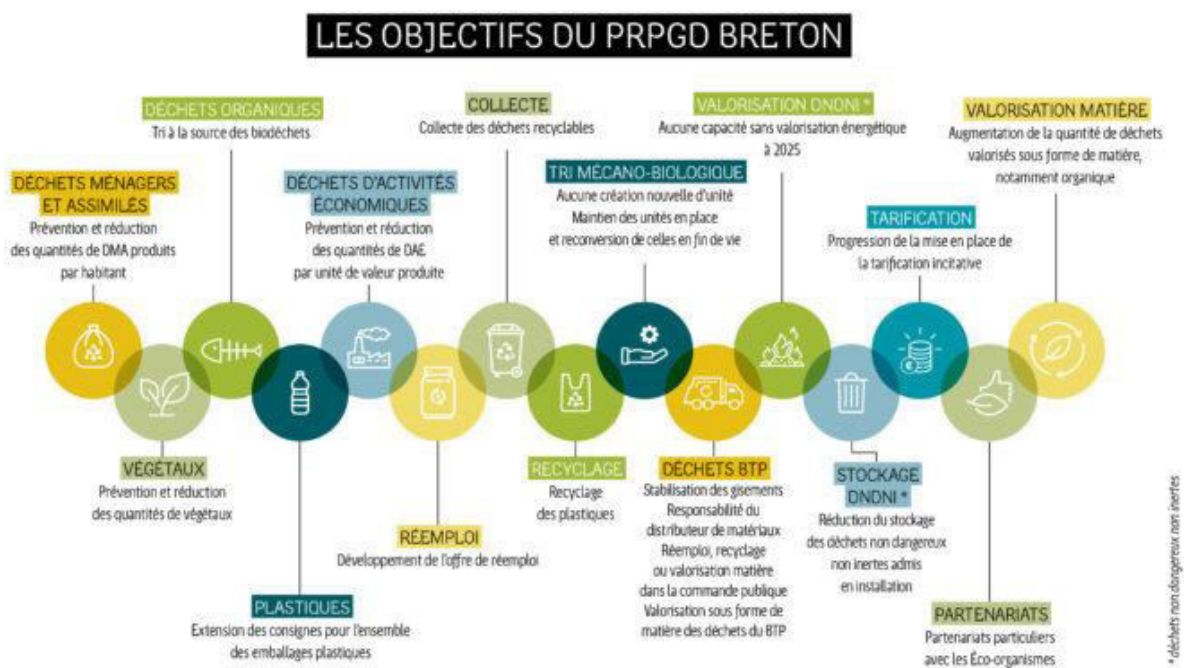 LES OBJECTIFS DU PRPGD BRETON
DÉCHETS MÉNAGERS
ET ASSIMILÉS
Prévention et réduction
des quantités de DMA produits
par habitant
VÉGÉTAUX
Prévention et réduction
des quantités de végétaux
DÉCHETS ORGANIQUES
Tri à la source des biodéchets
PLASTIQUES
Extension des consignes pour l'ensemble
des emballages plastiques
DÉCHETS D'ACTIVITÉS
ÉCONOMIQUES
Prévention et réduction
des quantités de DAE
par unité de valeur produite
RÉEMPLOI
Développement de l'offre de réemploi
COLLECTE
Collecte des déchets recyclables
RECYCLAGE
Recyclage
des plastiques
TRI MÉCANO-BIOLOGIQUE
Aucune création nouvelle d'unité
Maintien des unités en place
et reconversion de celles en fin de vie
DÉCHETS BTP
Stabilisation des gisements
Responsabilité du
distributeur de matériaux
Réemploi, recyclage
ou valorisation matière
dans la commande publique
Valorisation sous forme de
matière des déchets du BTP
VALORISATION DNDNI *
Aucune capacité sans valorisation énergétique
à 2025
STOCKAGE
DNDNI *
Réduction du stockage
des déchets non dangereux
non inertes admis
en installation
TARIFICATION
Progression de la mise en place de
la tarification incitative
PARTENARIATS
Partenariats particuliers
avec les Éco-organismes
VALORISATION MATIÈRE
Augmentation de la quantité de déchets
valorisés sous forme de matière,
notamment organique
* déchets non dangereux non inertes